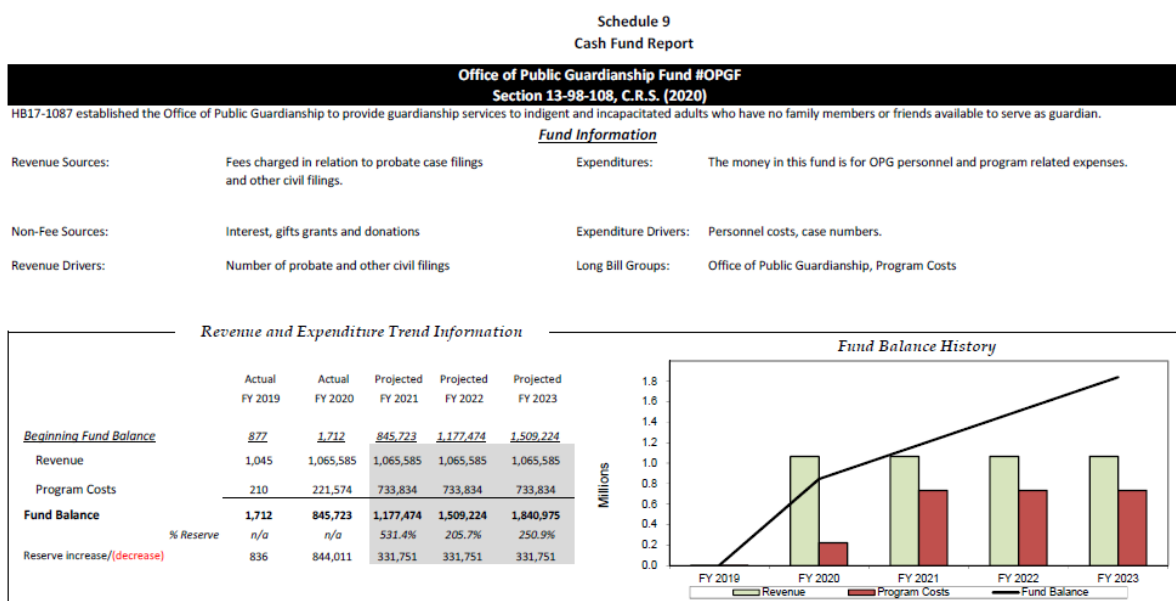 Schedule 9
Cash Fund Report
Office of Public Guardianship Fund #OPGF
Section 13-98-108, C.R.S. (2020)
HB17-1087 established the Office of Public Guardianship to provide guardianship services to indigent and incapacitated adults who have no family members or friends available to serve as guardian.
Fund Information
Revenue Sources: Fees charged in relation to probate case filings and other civil filings. Expenditures: The money in this fund is for OPG personnel and program related expenses.
Non-Fee Sources: Interest, gifts grants and donations Expenditure Drivers: Personnel costs, case numbers.
Revenue Drivers: Number of probate and other civil filings Long Bill Groups: Office of Public Guardianship, Program Costs
Revenue and Expenditure Trend Information
Actual Actual Projected Projected Projected
FY 2019 FY 2020 FY 2021 FY 2022 FY 2023
Beginning Fund Balance 877 1,712 845,723 1,177,474 1,509,224
Revenue 1,045 1,065,585 1,065,585 1,065,585 1,065,585
Program Costs 210 221,574 733,834 733,834 733,834
Fund Balance 1,712 845,723 1,177,474 1,509,224 1,840,975
% Reserve n/a n/a 531.4% 205.7% 250.9%
Reserve increase/(decrease) 836 844,011 331,751 331,751 331,751
Fund Balance History
Millions
1.8
1.6
1.4
1.2
1.0
0.8
0.6
0.4
0.2
0.0
FY 2019 FY 2020 FY 2021 FY 2022 FY 2023
Revenue Program Costs Fund Balance